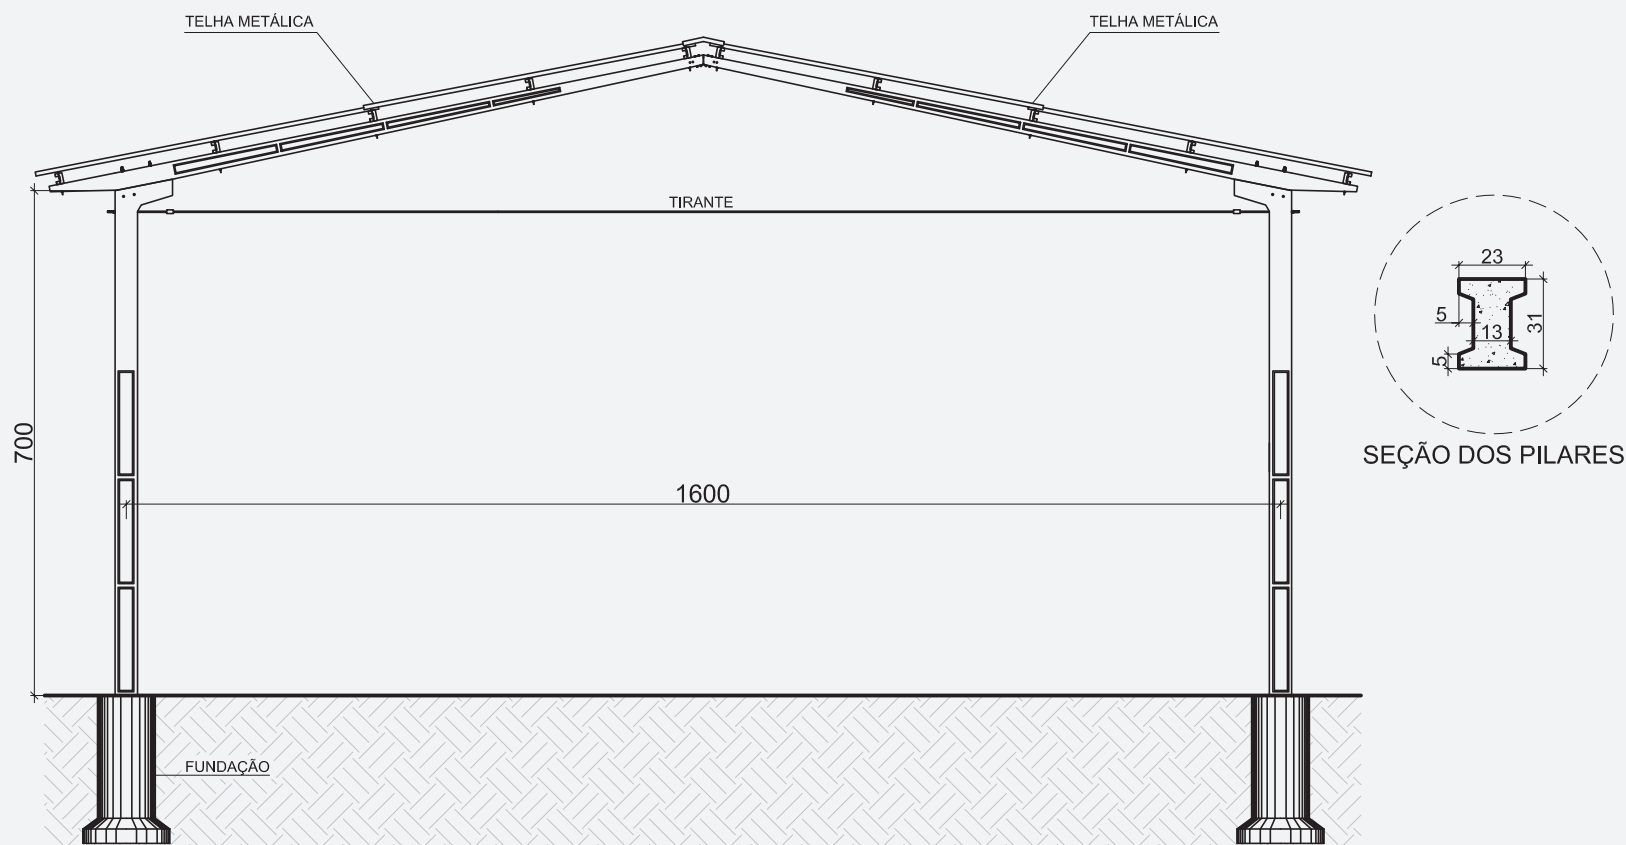 TELHA METÁLICA
TELHA METÁLICA
TIRANTE
23
5
13
31
5
SEÇÃO DOS PILARES
700
1600
FUNDAÇÃO